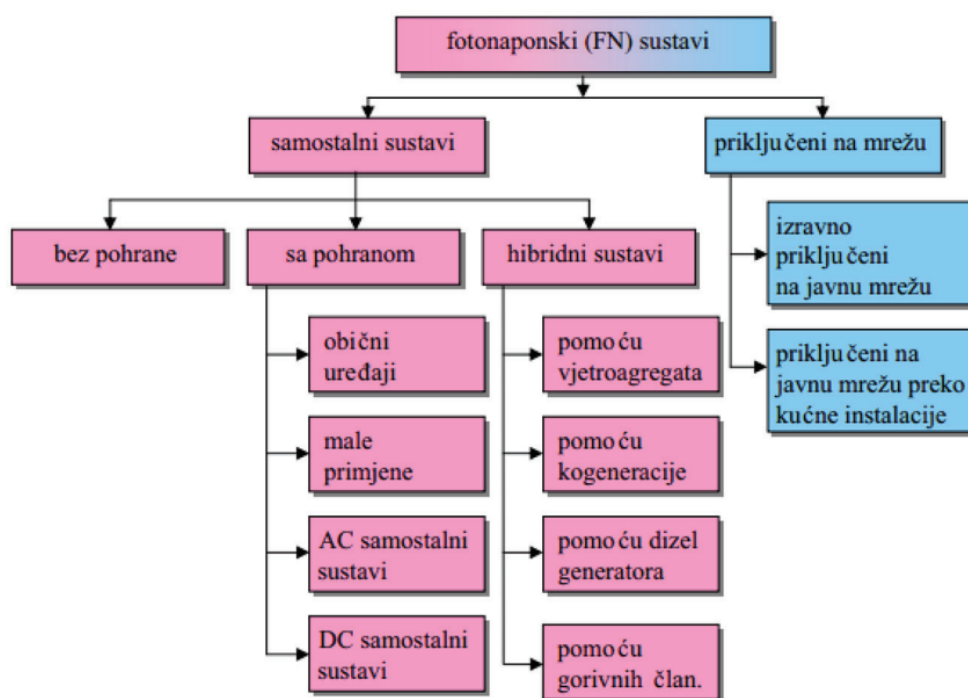 fotonaponski (FN) sustavi
samostalni sustavi
priključeni na mrežu
bez pohrane
sa pohranom
hibridni sustavi
izravno
priključeni
na javnu mrežu
priključeni na
javnu mrežu preko
kućne instalacije
obični
uređaji
male
primjene
AC samostalni
sustavi
DC samostalni
sustavi
pomoću
vjetroagregata
pomoću
kogeneracije
pomoću dizel
generatora
pomoću
gorivnih član.